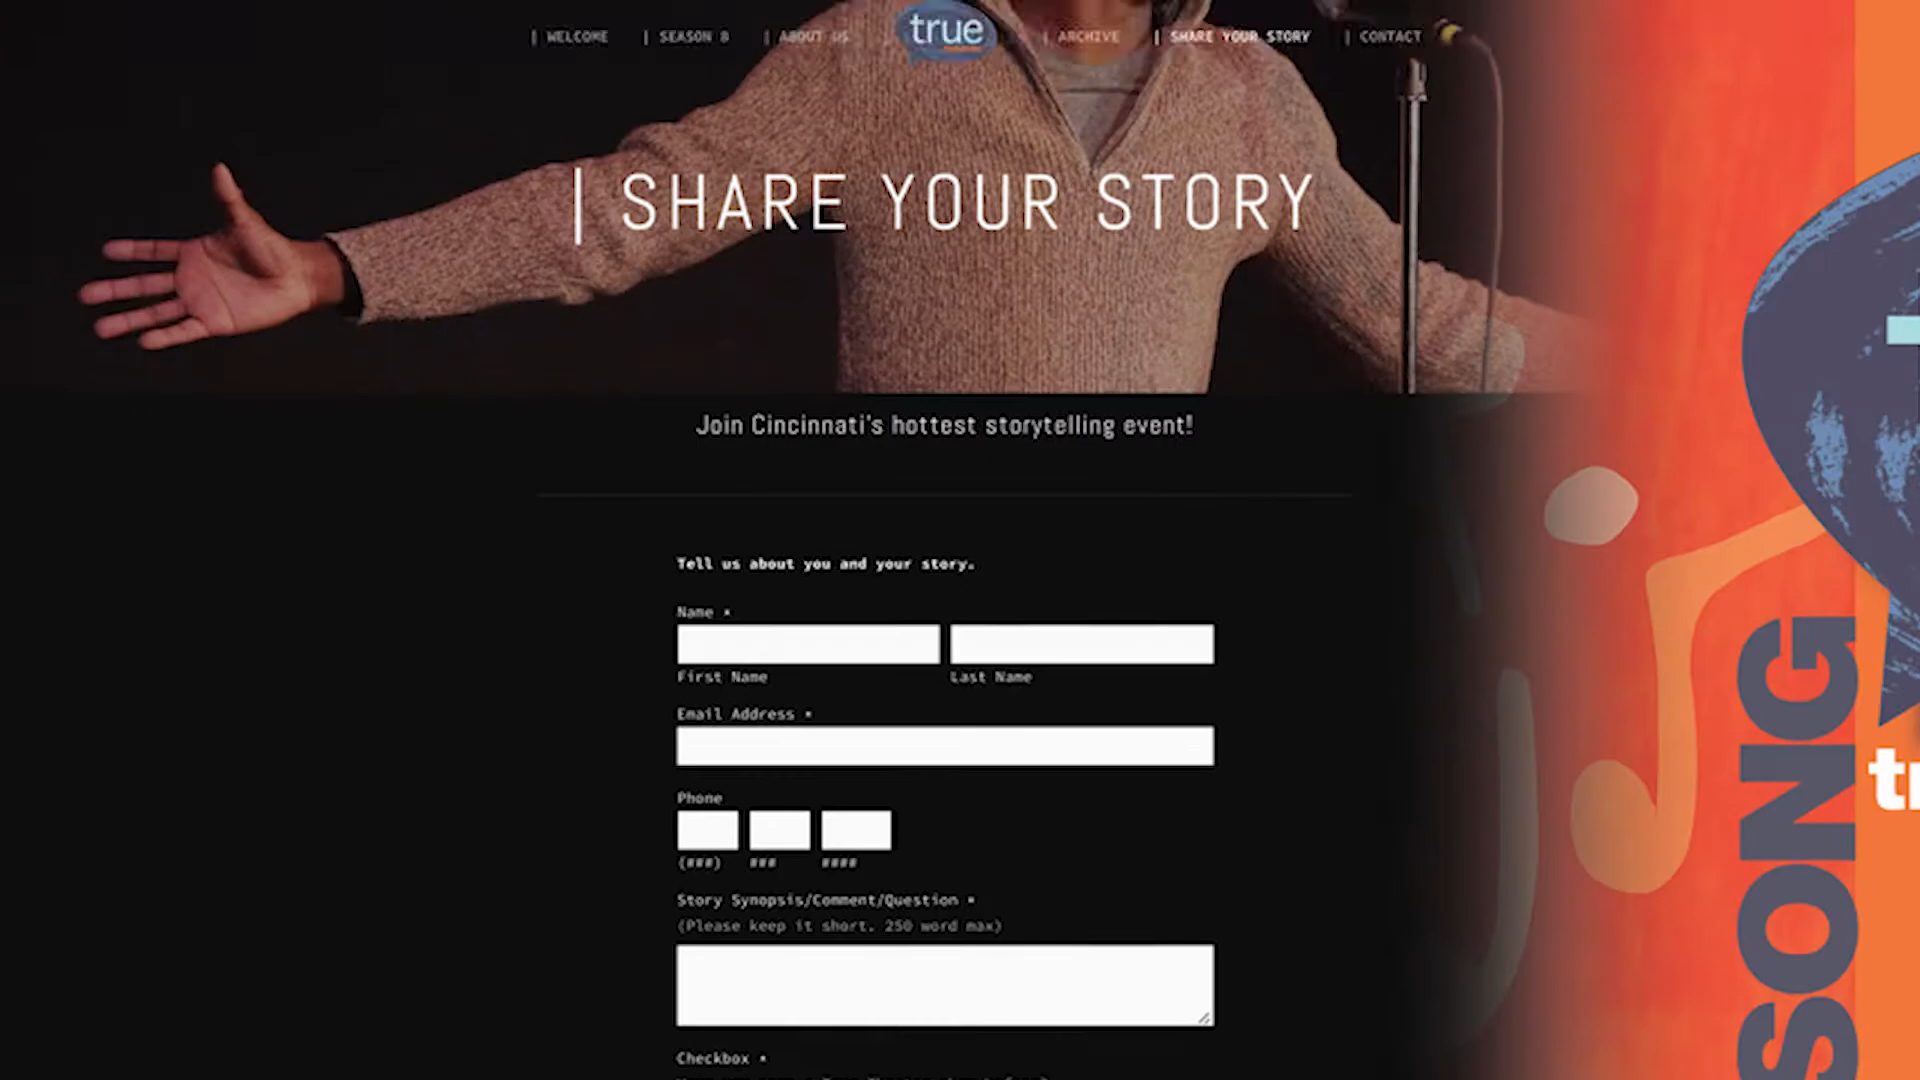 | WELCOME
| SEASON 8
| ABOUT US
true
| ARCHIVE
| SHARE YOUR STORY
| CONTACT
| SHARE YOUR STORY
Join Cincinnati's hottest storytelling event!
Tell us about you and your story.
Name *
First Name
Last Name
Email Address *
Phone
(###)
###
####
Story Synopsis/Comment/Question *
(Please keep it short. 250 word max)
Checkbox *
SONG
tr